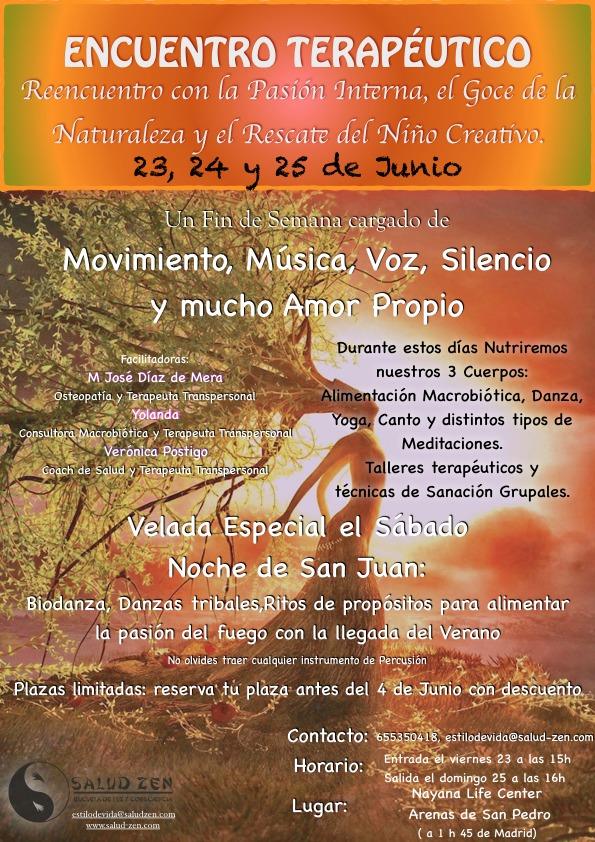 ENCUENTRO TERAPÉUTICO
Reencuentro con la Pasión Interna, el Goce de la
Naturaleza y el Rescate del Niño Creativo.
23, 24 y 25 de Junio
Un Fin de Semana cargado de
Movimiento, Música, Voz, Silencio
y mucho Amor Propio
Facilitadoras:
M José Díaz de Mera
Osteopatía y Terapeuta Transpersonal
Yolanda
Consultora Macrobiótica y Terapeuta Transpersonal
Verónica Postigo
Coach de Salud y Terapeuta Transpersonal
Durante estos días Nutriremos
nuestros 3 Cuerpos:
Alimentación Macrobiótica, Danza,
Yoga, Canto y distintos tipos de
Meditaciones.
Talleres terapéuticos y
técnicas de Sanación Grupales.
Velada Especial el Sábado
Noche de San Juan:
Biodanza, Danzas tribales,Ritos de propósitos para alimentar
la pasión del fuego con la llegada del Verano
No olvides traer cualquier instrumento de Percusión
Plazas limitadas: reserva tu plaza antes del 4 de Junio con descuento
Contacto: 655350418, estilodevida@salud-zen.com
Horario: Entrada el viernes 23 a las 15h
Salida el domingo 25 a las 16h
Lugar: Nayana Life Center
Arenas de San Pedro
( a 1 h 45 de Madrid)
SALUD ZEN
estilodevida@saludzen.com
www.salud-zen.com